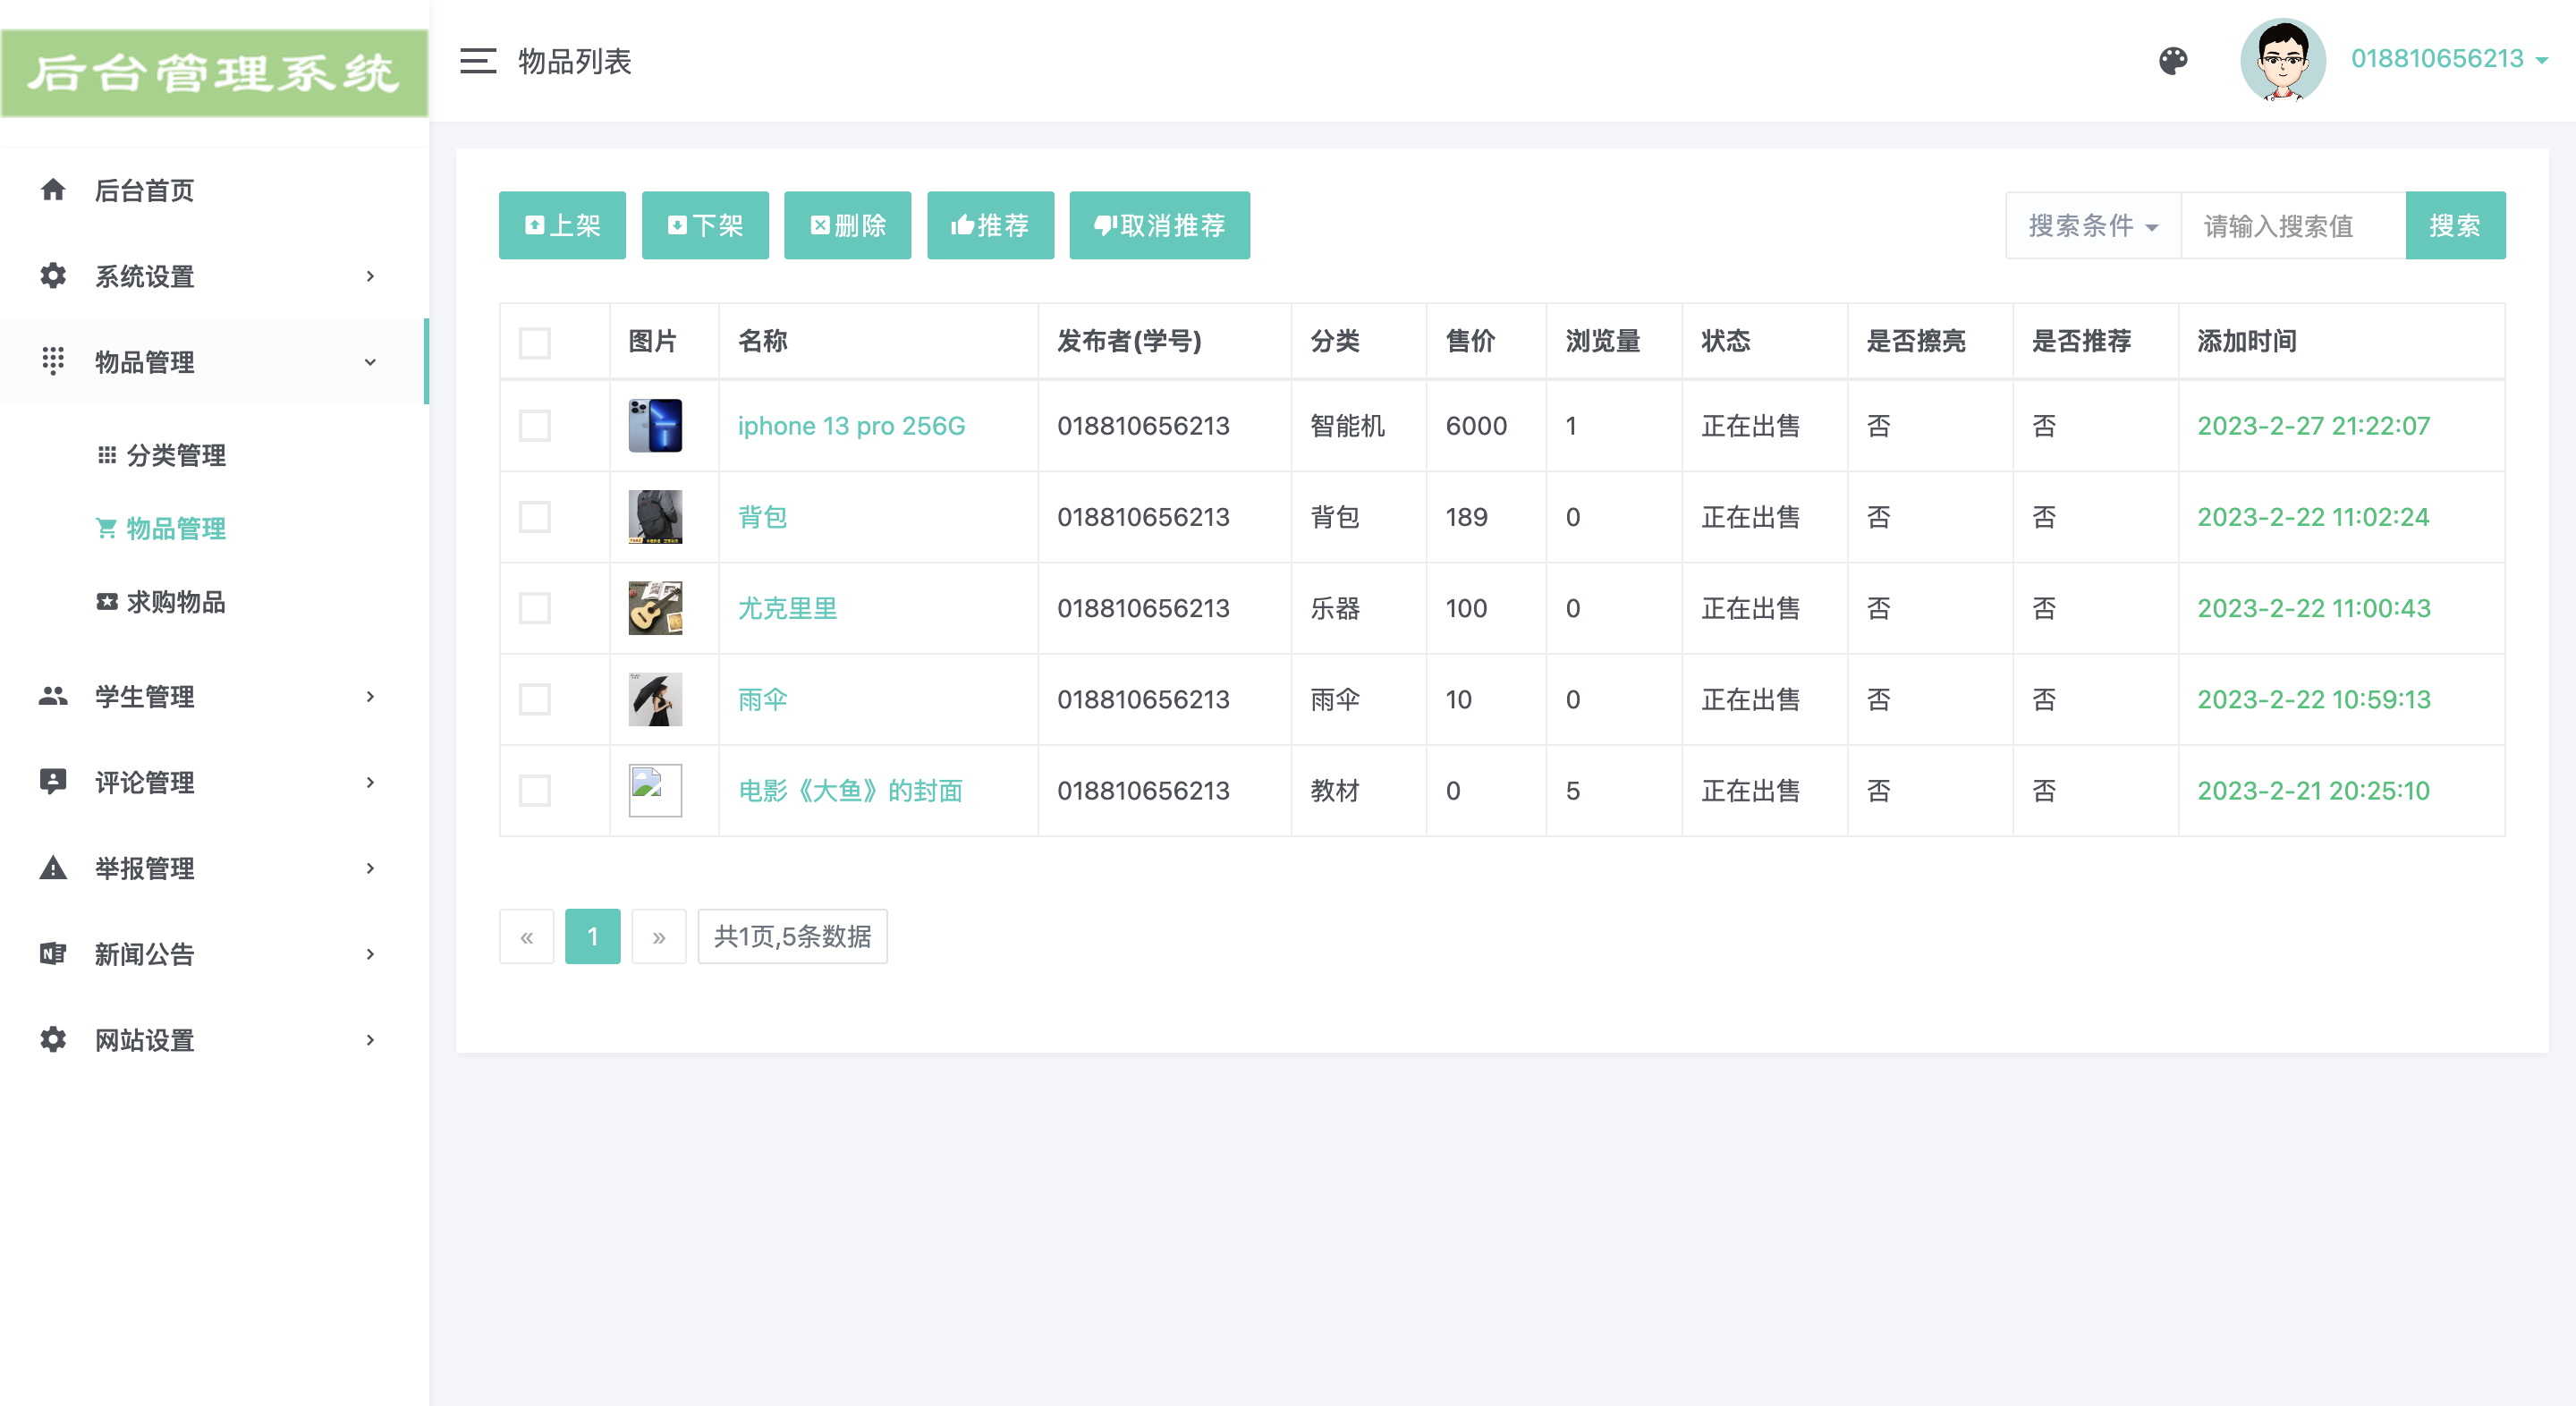 后台管理系统
物品列表
018810656213
后台首页
系统设置
物品管理
分类管理
物品管理
求购物品
学生管理
评论管理
举报管理
新闻公告
网站设置
上架 下架 删除 推荐 取消推荐
搜索条件 请输入搜索值 搜索
图片 名称 发布者(学号) 分类 售价 浏览量 状态 是否擦亮 是否推荐 添加时间
iphone 13 pro 256G 018810656213 智能机 6000 1 正在出售 否 否 2023-2-27 21:22:07
背包 018810656213 背包 189 0 正在出售 否 否 2023-2-22 11:02:24
尤克里里 018810656213 乐器 100 0 正在出售 否 否 2023-2-22 11:00:43
雨伞 018810656213 雨伞 10 0 正在出售 否 否 2023-2-22 10:59:13
电影《大鱼》的封面 018810656213 教材 0 5 正在出售 否 否 2023-2-21 20:25:10
« 1 » 共1页,5条数据